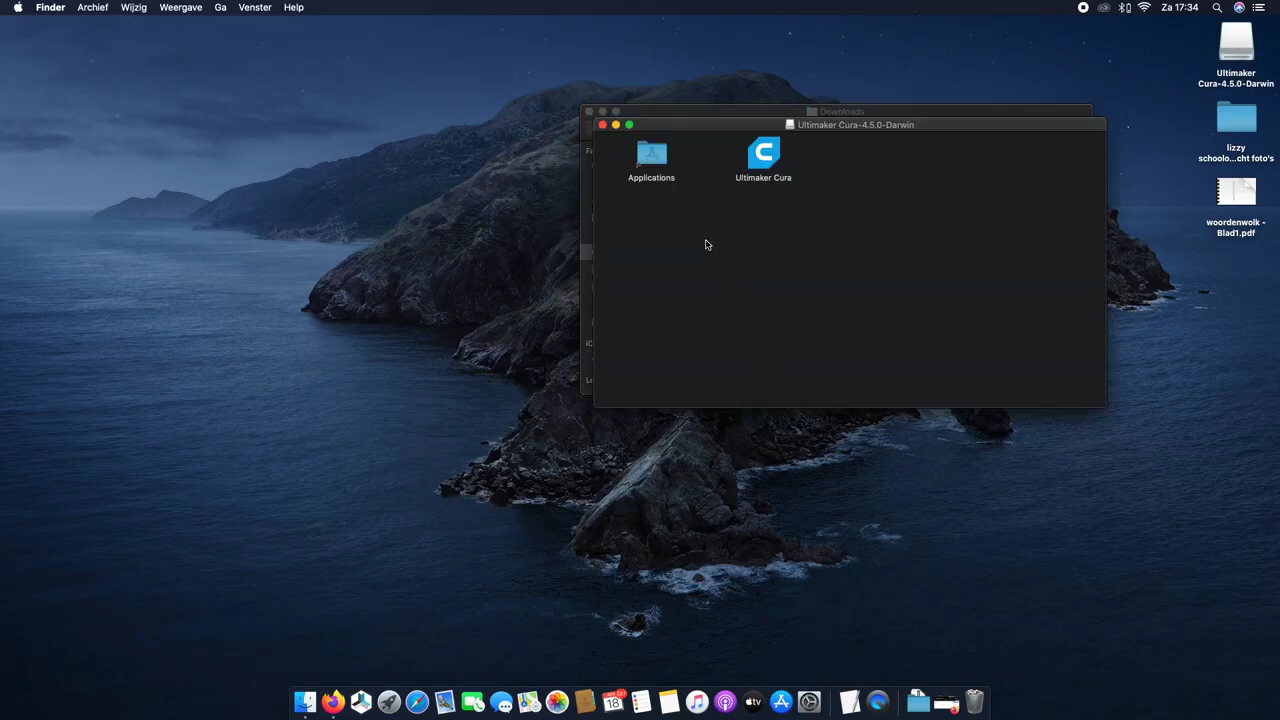 Finder Archief Wijzig Weergave Ga Venster Help Za 17:34
Ultimaker
Cura-4.5.0-Darwin
lizzy
schoolo...cht foto's
woordenwolk -
Blad1.pdf
Downloads
Ultimaker Cura-4.5.0-Darwin
Applications
Ultimaker Cura
18